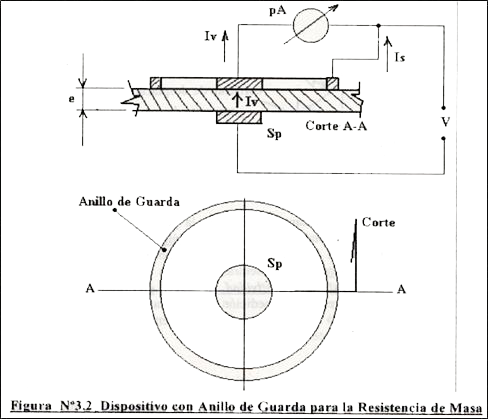 pA
Iv
Is
e
Iv
Sp
Corte A-A
V
Anillo de Guarda
Corte
Sp
A
A
Figura Nº3.2 Dispositivo con Anillo de Guarda para la Resistencia de Masa